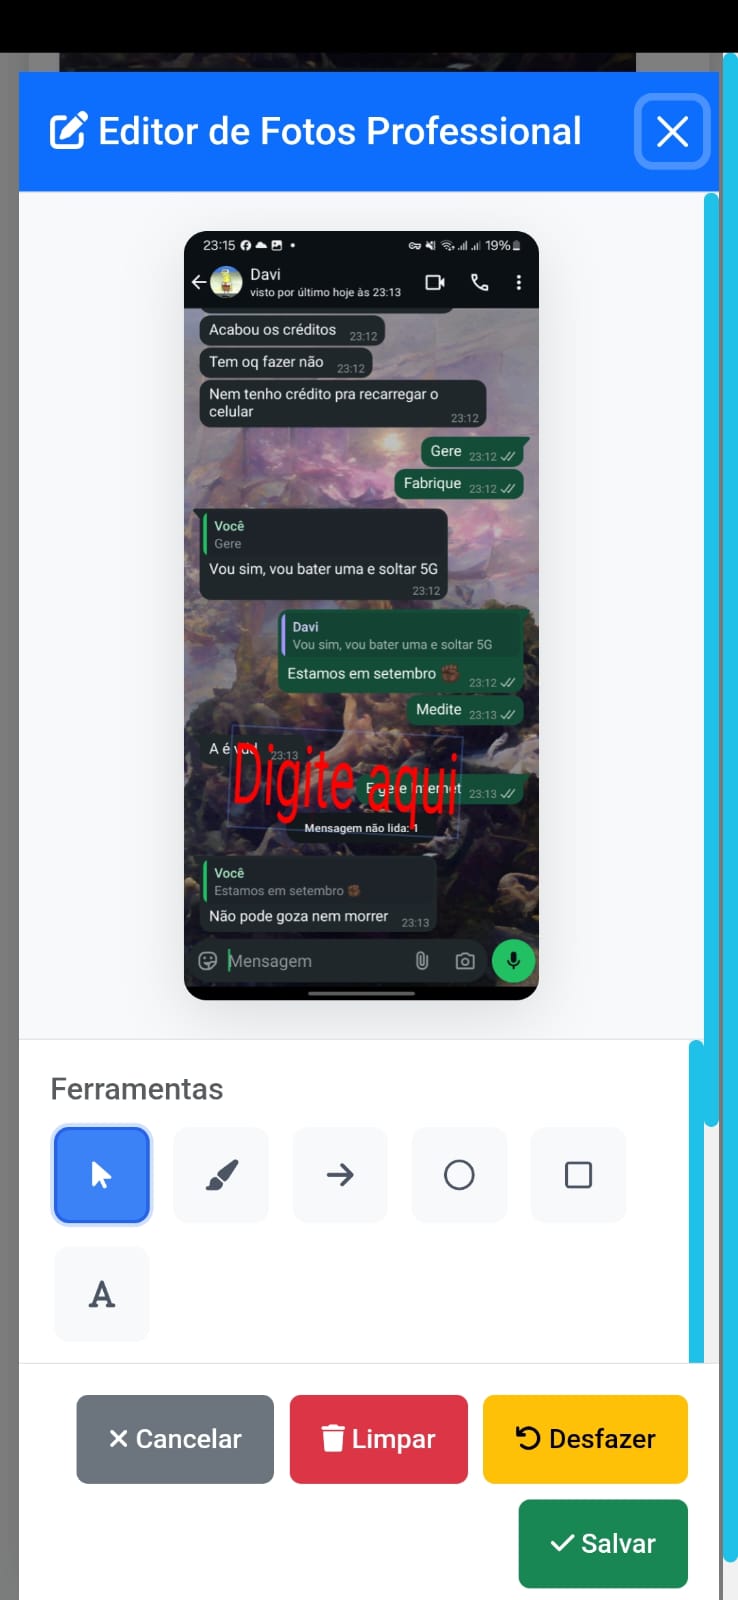 Editor de Fotos Professional
23:15 19%
Davi
visto por último hoje às 23:13
Acabou os créditos 23:12
Tem oq fazer não 23:12
Nem tenho crédito pra recarregar o
celular 23:12
Gere 23:12
Fabrique 23:12
Você
Gere
Vou sim, vou bater uma e soltar 5G
23:12
Davi
Vou sim, vou bater uma e soltar 5G
Estamos em setembro 23:12
Medite 23:13
A é 23:13
Digite aqui
23:13
Mensagem não lida: 1
Você
Estamos em setembro
Não pode goza nem morrer 23:13
Mensagem
Ferramentas
A
Cancelar
Limpar
Desfazer
Salvar